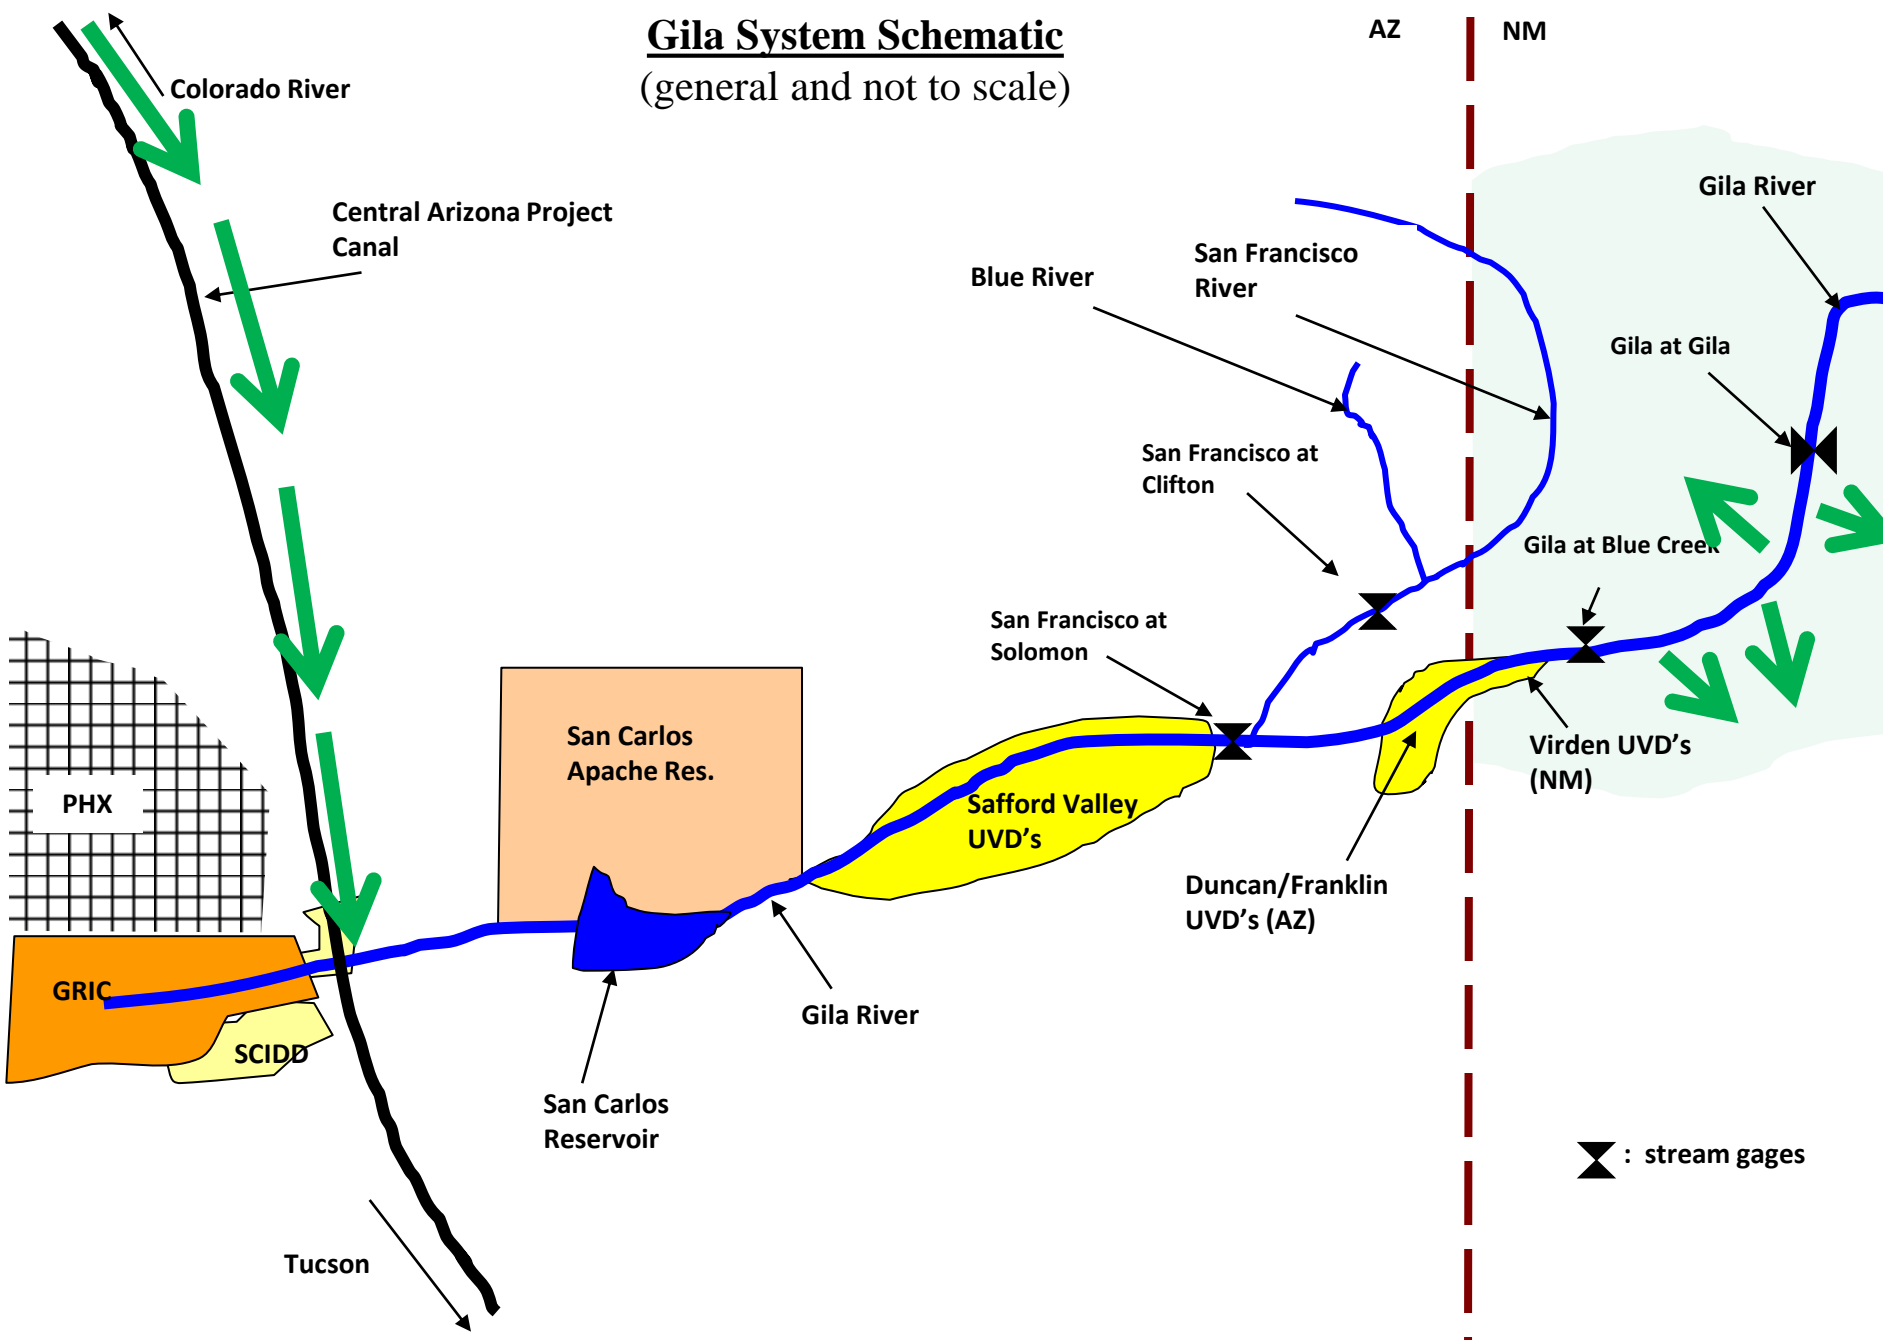 Gila System Schematic
(general and not to scale)
AZ
NM
Colorado River
Central Arizona Project
Canal
Gila River
San Francisco
River
Blue River
Gila at Gila
San Francisco at
Clifton
Gila at Blue Creek
San Francisco at
Solomon
San Carlos
Apache Res.
PHX
Safford Valley
UVD’s
Virden UVD’s
(NM)
Duncan/Franklin
UVD’s (AZ)
GRIC
Gila River
SCIDD
San Carlos
Reservoir
: stream gages
Tucson